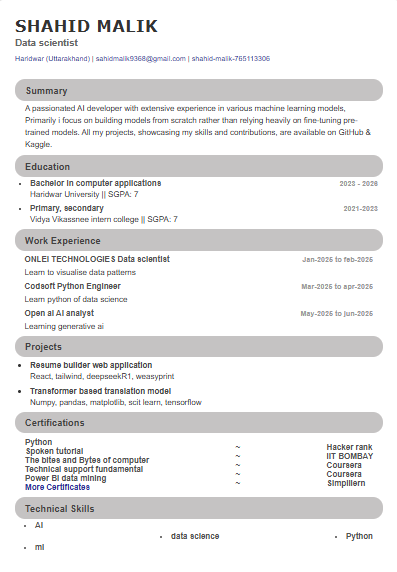 SHAHID MALIK
Data scientist
Haridwar (Uttarakhand) | sahidmalik9368@gmail.com | shahid-malik-765113306
Summary
A passionated AI developer with extensive experience in various machine learning models,
Primarily i focus on building models from scratch rather than relying heavily on fine-tuning pre-
trained models. All my projects, showcasing my skills and contributions, are available on GitHub &
Kaggle.
Education
• Bachelor in computer applications 2023 - 2026
Haridwar University || SGPA: 7
• Primary, secondary 2021-2023
Vidya Vikassnee intern college || SGPA: 7
Work Experience
ONLEI TECHNOLOGIES Data scientist Jan-2025 to feb-2025
Learn to visualise data patterns
Codsoft Python Engineer Mar-2025 to apr-2025
Learn python of data science
Open ai AI analyst May-2025 to jun-2025
Learning generative ai
Projects
• Resume builder web application
React, tailwind, deepseekR1, weasyprint
• Transformer based translation model
Numpy, pandas, matplotlib, scit learn, tensorflow
Certifications
Python ~ Hacker rank
Spoken tutorial ~ IIT BOMBAY
The bites and Bytes of computer ~ Coursera
Technical support fundamental ~ Coursera
Power BI data mining ~ Simplilern
More Certificates
Technical Skills
• AI
• data science
• Python
• ml